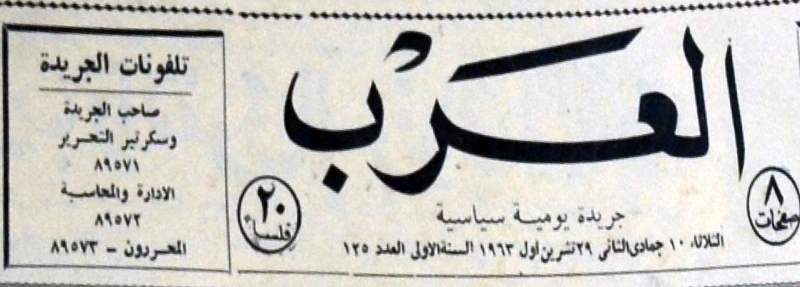 العرب
٨
صفحات
جريدة يومية سياسية
٢٠
فلسا
الثلاثاء ١٠ جمادى الثانى ٢٩ تشرين اول ١٩٦٣ السنة الاولى العدد ١٢٥
تلفونات الجريدة
صاحب الجريدة
وسكرتير التحرير
٨٩٥٧١
الادارة والمحاسبة
٨٩٥٧٢
المحررون - ٨٩٥٧٣